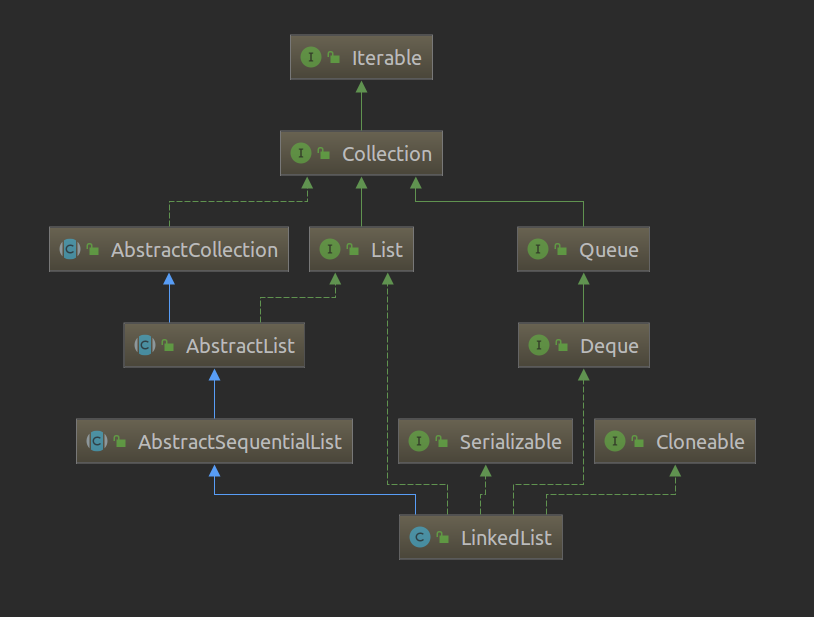 I Iterable
I Collection
C AbstractCollection
I List
I Queue
C AbstractList
I Deque
C AbstractSequentialList
I Serializable
I Cloneable
C LinkedList